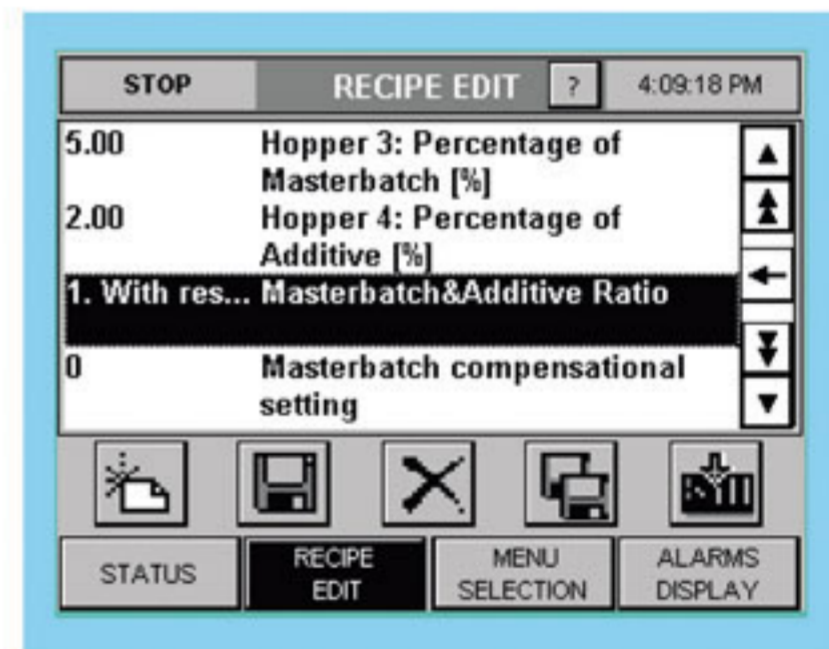 STOP RECIPE EDIT ? 4:09:18 PM
5.00 Hopper 3: Percentage of
Masterbatch [%]
2.00 Hopper 4: Percentage of
Additive [%]
1. With res... Masterbatch&Additive Ratio
0 Masterbatch compensational
setting
STATUS RECIPE EDIT MENU SELECTION ALARMS DISPLAY